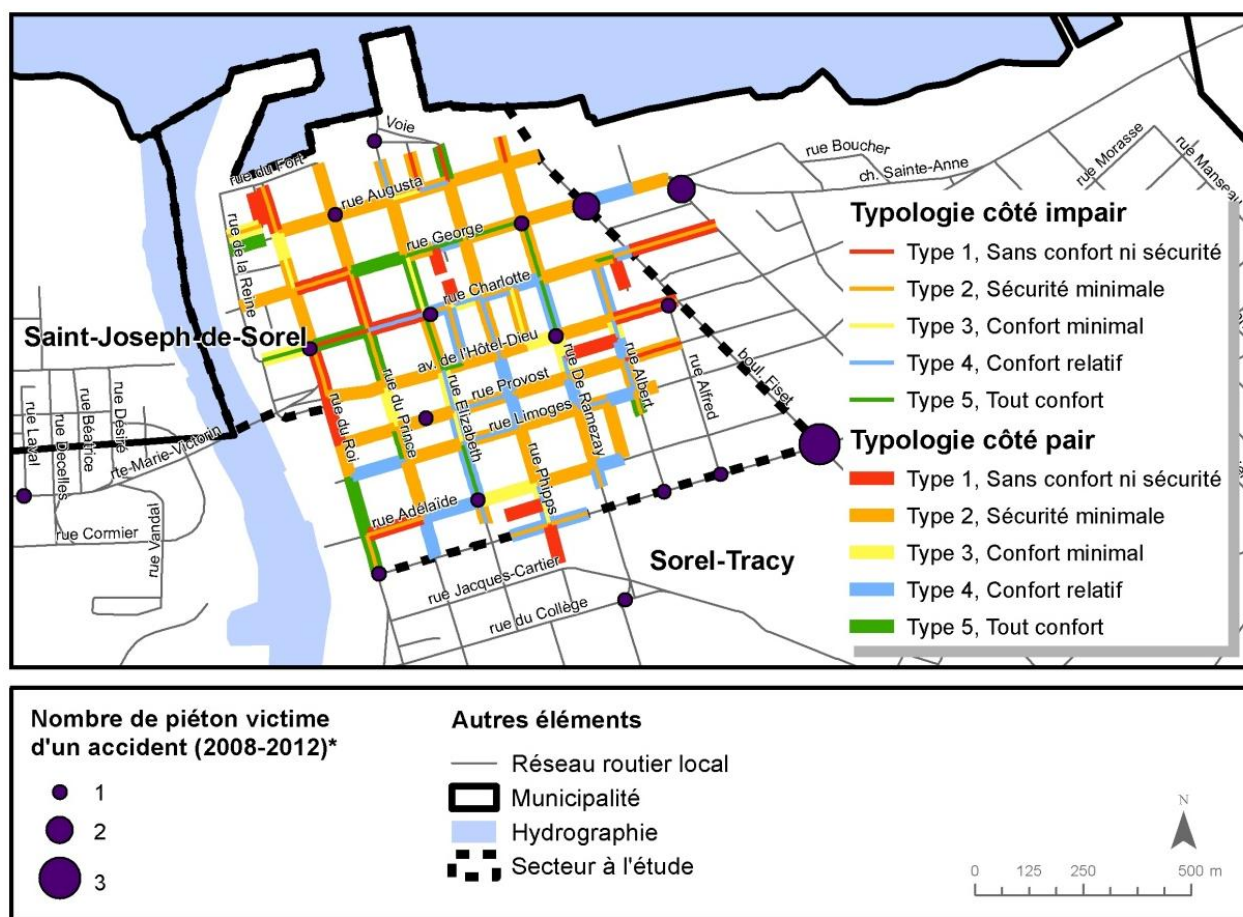 Voie
rue du Fort
rue Augusta
rue Boucher
ch. Sainte-Anne
rue Morasse
rue Manseau
rue de la Reine
rue George
rue Charlotte
Saint-Joseph-de-Sorel
av. de l'Hôtel-Dieu
rue Provost
rue Limoges
rue du Roi
rue du Prince
rue Elizabeth
rue Phipps
rue De Ramezay
rue Albert
rue Alfred
boul. Fiset
rue Laval
rue Decelles
rue Béatrice
rue Désiré
rte-Marie-Victorin
rue Cormier
rue Vandal
rue Adélaïde
rue Jacques-Cartier
rue du Collège
Sorel-Tracy
Typologie côté impair
Type 1, Sans confort ni sécurité
Type 2, Sécurité minimale
Type 3, Confort minimal
Type 4, Confort relatif
Type 5, Tout confort
Typologie côté pair
Type 1, Sans confort ni sécurité
Type 2, Sécurité minimale
Type 3, Confort minimal
Type 4, Confort relatif
Type 5, Tout confort
Nombre de piéton victime
d'un accident (2008-2012)*
1
2
3
Autres éléments
Réseau routier local
Municipalité
Hydrographie
Secteur à l'étude
N
0 125 250 500 m